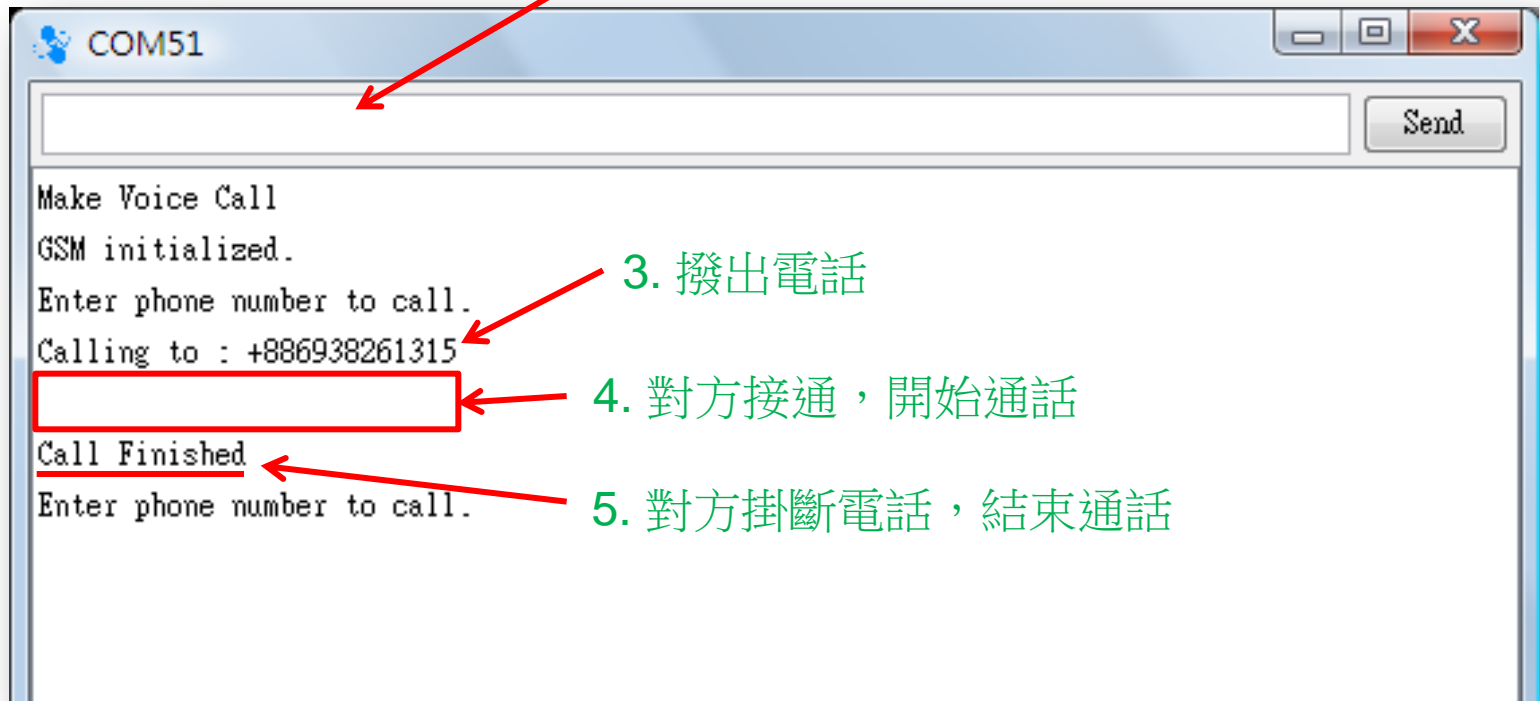 COM51
Send
Make Voice Call
GSM initialized.
Enter phone number to call.
3. 撥出電話
Calling to : +886938261315
4. 對方接通，開始通話
Call Finished
5. 對方掛斷電話，結束通話
Enter phone number to call.